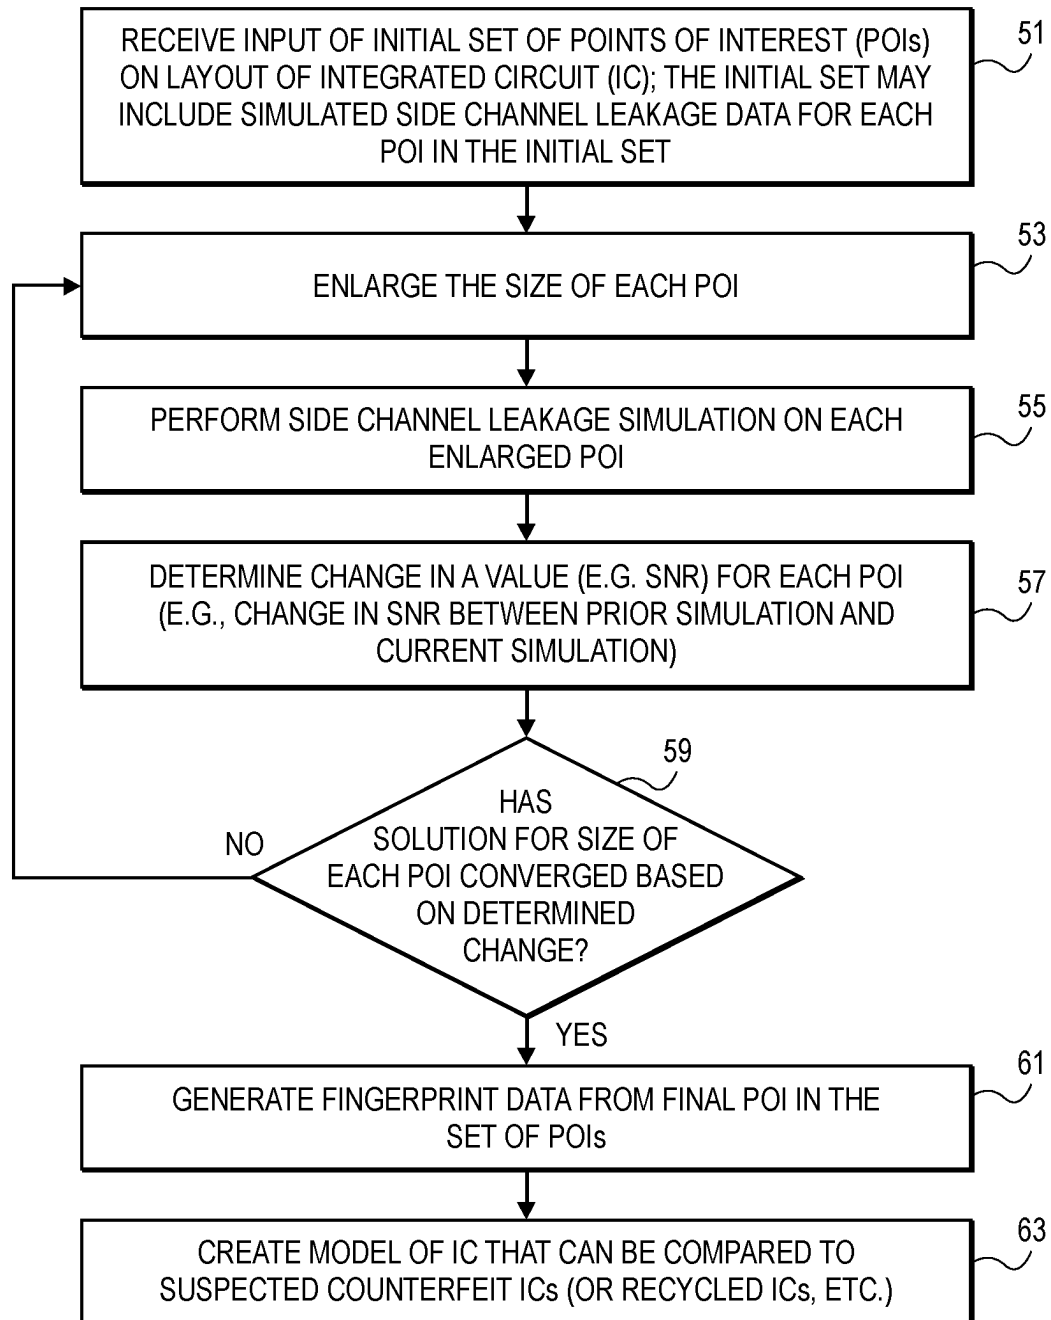 RECEIVE INPUT OF INITIAL SET OF POINTS OF INTEREST (POIs)
ON LAYOUT OF INTEGRATED CIRCUIT (IC); THE INITIAL SET MAY
INCLUDE SIMULATED SIDE CHANNEL LEAKAGE DATA FOR EACH
POI IN THE INITIAL SET
51
ENLARGE THE SIZE OF EACH POI
53
PERFORM SIDE CHANNEL LEAKAGE SIMULATION ON EACH
ENLARGED POI
55
DETERMINE CHANGE IN A VALUE (E.G. SNR) FOR EACH POI
(E.G., CHANGE IN SNR BETWEEN PRIOR SIMULATION AND
CURRENT SIMULATION)
57
59
HAS
SOLUTION FOR SIZE OF
EACH POI CONVERGED BASED
ON DETERMINED
CHANGE?
NO
YES
GENERATE FINGERPRINT DATA FROM FINAL POI IN THE
SET OF POIs
61
CREATE MODEL OF IC THAT CAN BE COMPARED TO
SUSPECTED COUNTERFEIT ICs (OR RECYCLED ICs, ETC.)
63